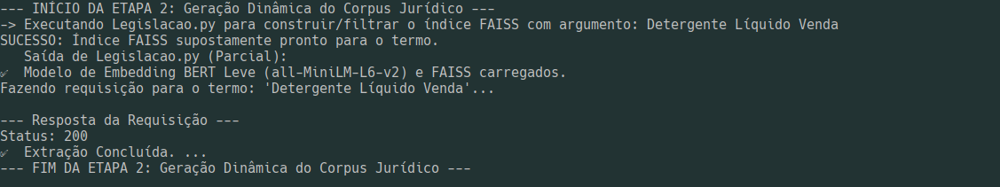 --- INÍCIO DA ETAPA 2: Geração Dinâmica do Corpus Jurídico ---
-> Executando Legislacao.py para construir/filtrar o índice FAISS com argumento: Detergente Líquido Venda
SUCESSO: Índice FAISS supostamente pronto para o termo.
   Saída de Legislacao.py (Parcial):
✔  Modelo de Embedding BERT Leve (all-MiniLM-L6-v2) e FAISS carregados.
Fazendo requisição para o termo: 'Detergente Líquido Venda'...

--- Resposta da Requisição ---
Status: 200
✔  Extração Concluída. ...
--- FIM DA ETAPA 2: Geração Dinâmica do Corpus Jurídico ---